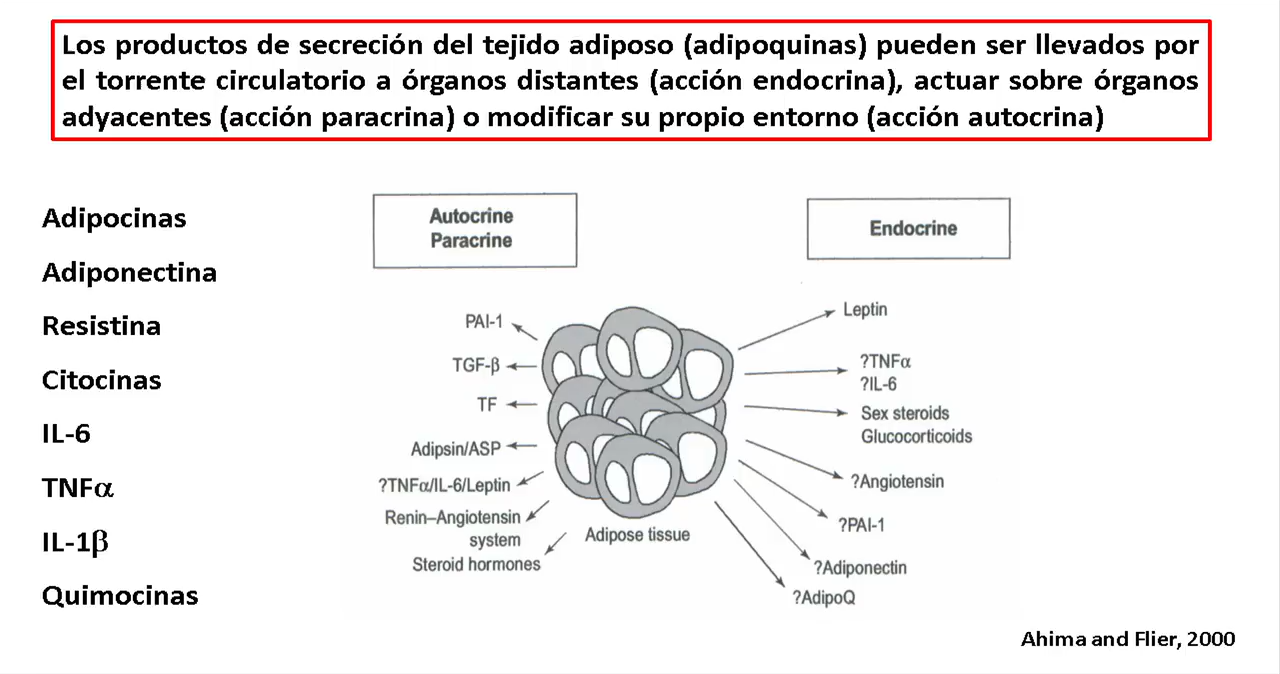 Los productos de secreción del tejido adiposo (adipoquinas) pueden ser llevados por
el torrente circulatorio a órganos distantes (acción endocrina), actuar sobre órganos
adyacentes (acción paracrina) o modificar su propio entorno (acción autocrina)
Adipocinas
Adiponectina
Resistina
Citocinas
IL-6
TNFα
IL-1β
Quimocinas
Autocrine
Paracrine
PAI-1
TGF-β
TF
Adipsin/ASP
?TNFα/IL-6/Leptin
Renin–Angiotensin
system
Steroid hormones
Adipose tissue
Endocrine
Leptin
?TNFα
?IL-6
Sex steroids
Glucocorticoids
?Angiotensin
?PAI-1
?Adiponectin
?AdipoQ
Ahima and Flier, 2000